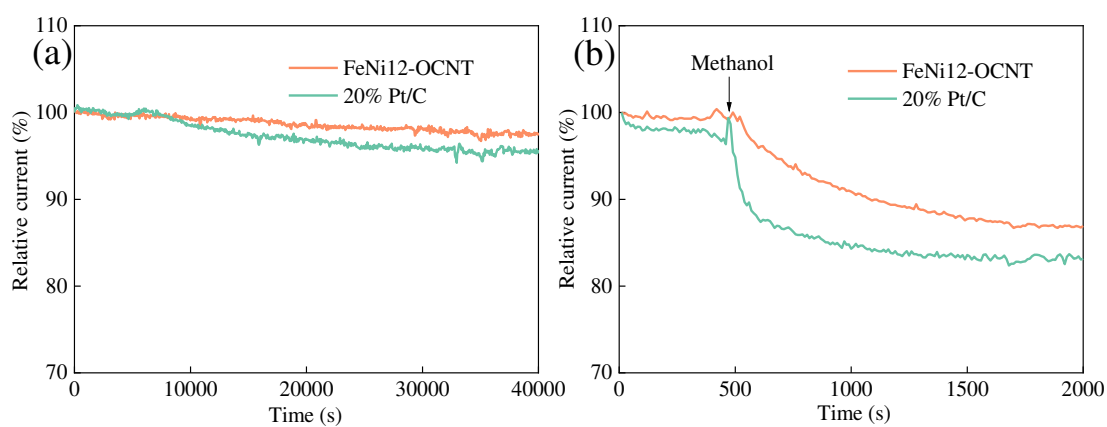 (a)
Relative current (%)
110
100
90
80
70
FeNi12-OCNT
20% Pt/C
0
10000
20000
30000
40000
Time (s)
(b)
Relative current (%)
110
100
90
80
70
Methanol
FeNi12-OCNT
20% Pt/C
0
500
1000
1500
2000
Time (s)